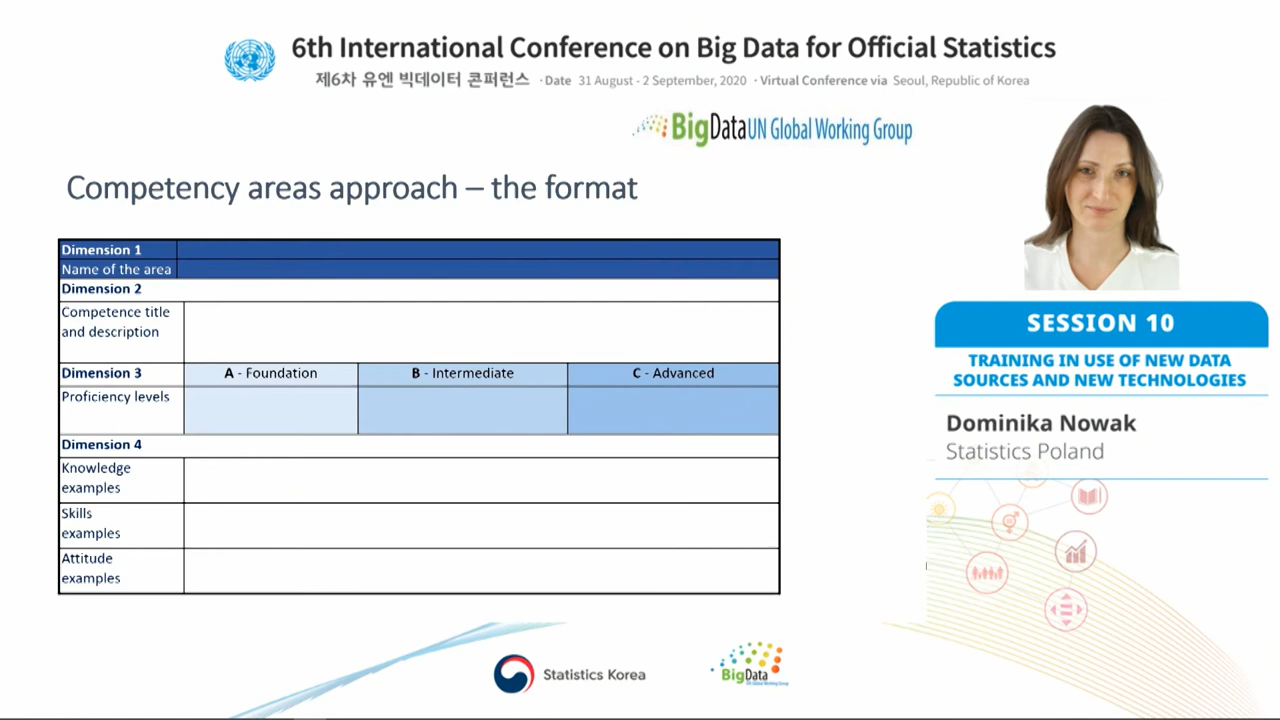 6th International Conference on Big Data for Official Statistics
제6차 유엔 빅데이터 콘퍼런스 · Date 31 August - 2 September, 2020 · Virtual Conference via Seoul, Republic of Korea
BigData UN Global Working Group
Competency areas approach – the format
Dimension 1
Name of the area
Dimension 2
Competence title
and description
Dimension 3 A - Foundation B - Intermediate C - Advanced
Proficiency levels
Dimension 4
Knowledge
examples
Skills
examples
Attitude
examples
SESSION 10
TRAINING IN USE OF NEW DATA
SOURCES AND NEW TECHNOLOGIES
Dominika Nowak
Statistics Poland
Statistics Korea
BigData
UN Global Working Group